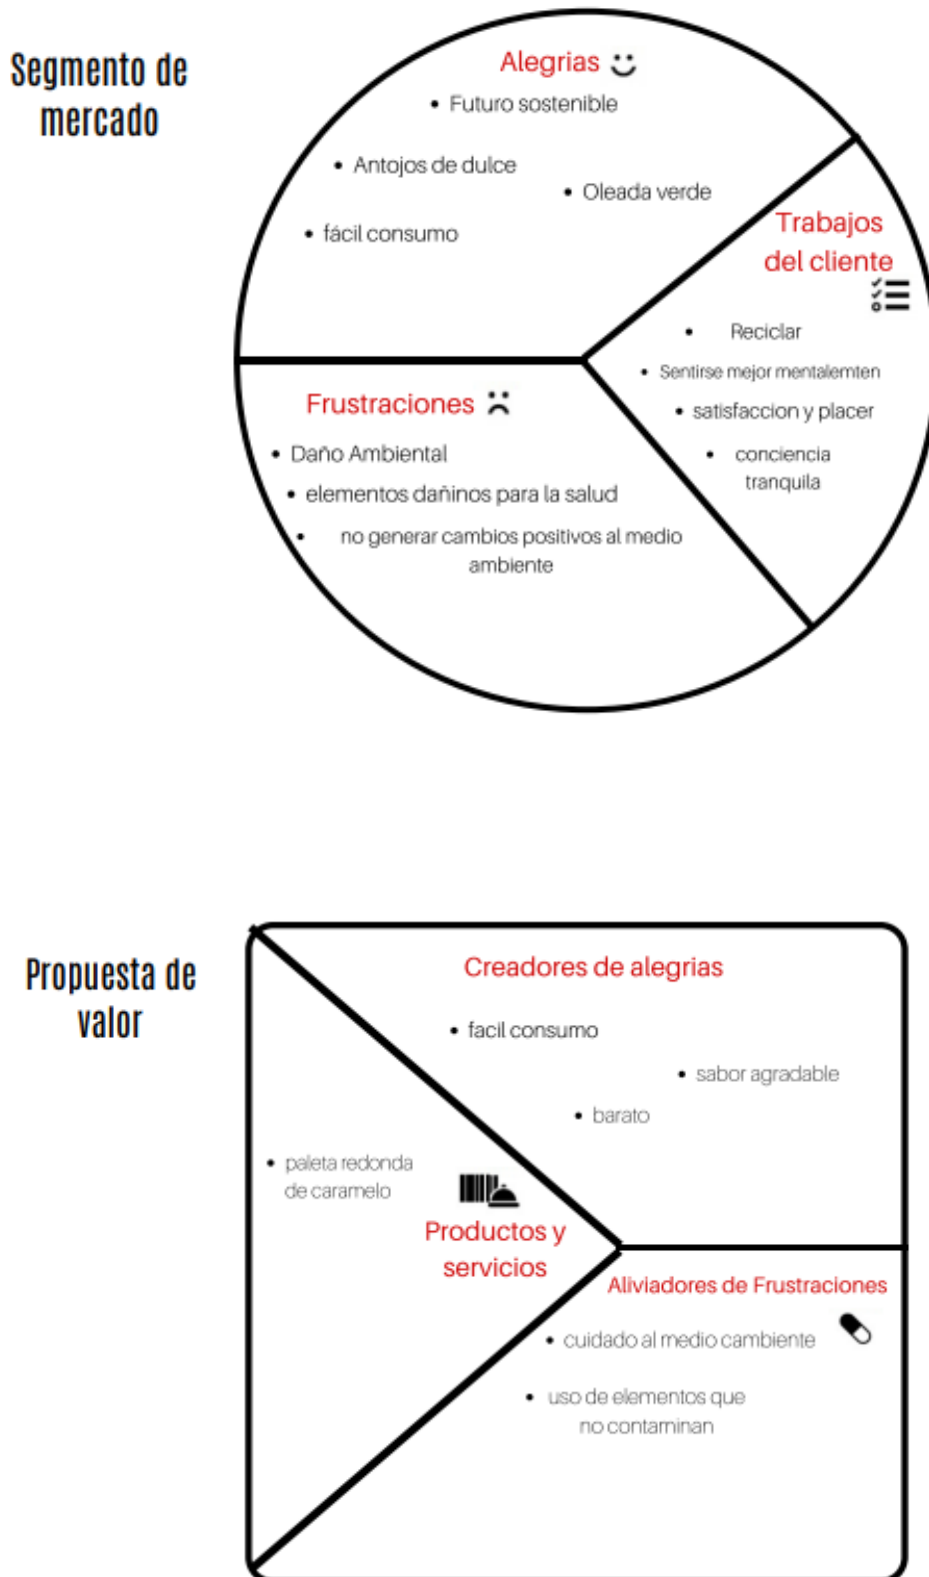 Segmento de
mercado
Alegrias
• Futuro sostenible
• Antojos de dulce
• Oleada verde
• fácil consumo
Trabajos
del cliente
• Reciclar
• Sentirse mejor mentalemten
• satisfaccion y placer
• conciencia
tranquila
Frustraciones
• Daño Ambiental
• elementos dañinos para la salud
• no generar cambios positivos al medio
ambiente
Propuesta de
valor
Creadores de alegrias
• facil consumo
• sabor agradable
• barato
• paleta redonda
de caramelo
Productos y
servicios
Aliviadores de Frustraciones
• cuidado al medio cambiente
• uso de elementos que
no contaminan